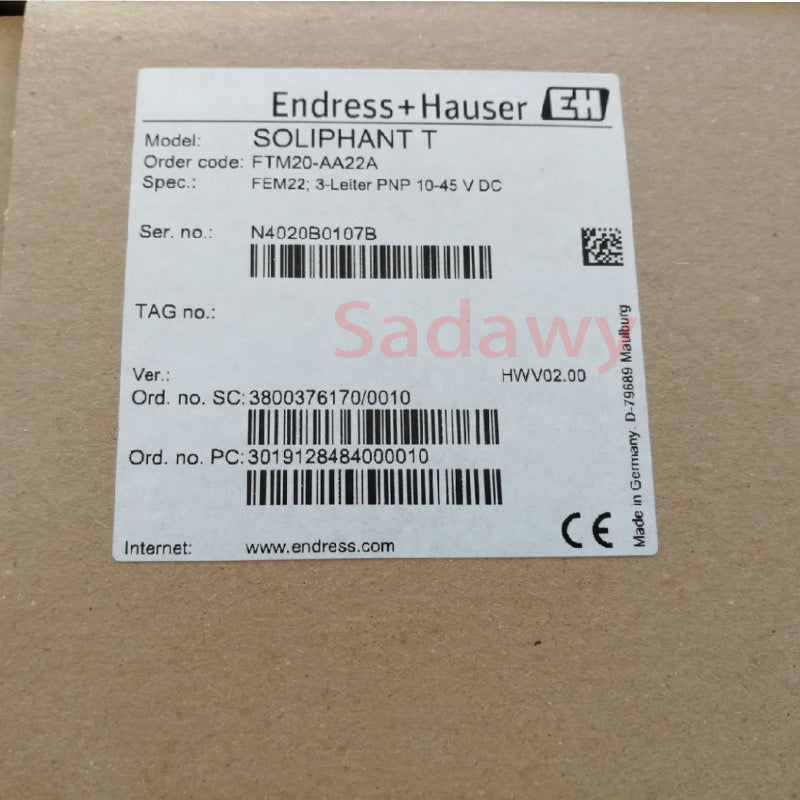 Endress+Hauser EH
Model: SOLIPHANT T
Order code: FTM20-AA22A
Spec.: FEM22; 3-Leiter PNP 10-45 V DC
Ser. no.: N4020B0107B
TAG no.:
Sadawy
Ver.: HWV02.00
Ord. no. SC: 3800376170/0010
Ord. no. PC: 3019128484000010
Internet: www.endress.com
CE
Made in Germany, D-79689 Maulburg